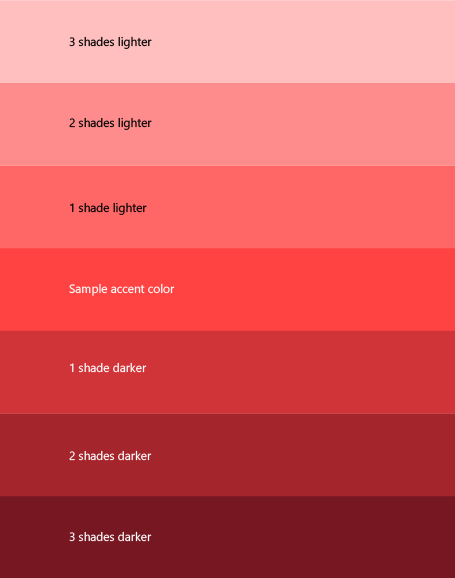 3 shades lighter
2 shades lighter
1 shade lighter
Sample accent color
1 shade darker
2 shades darker
3 shades darker